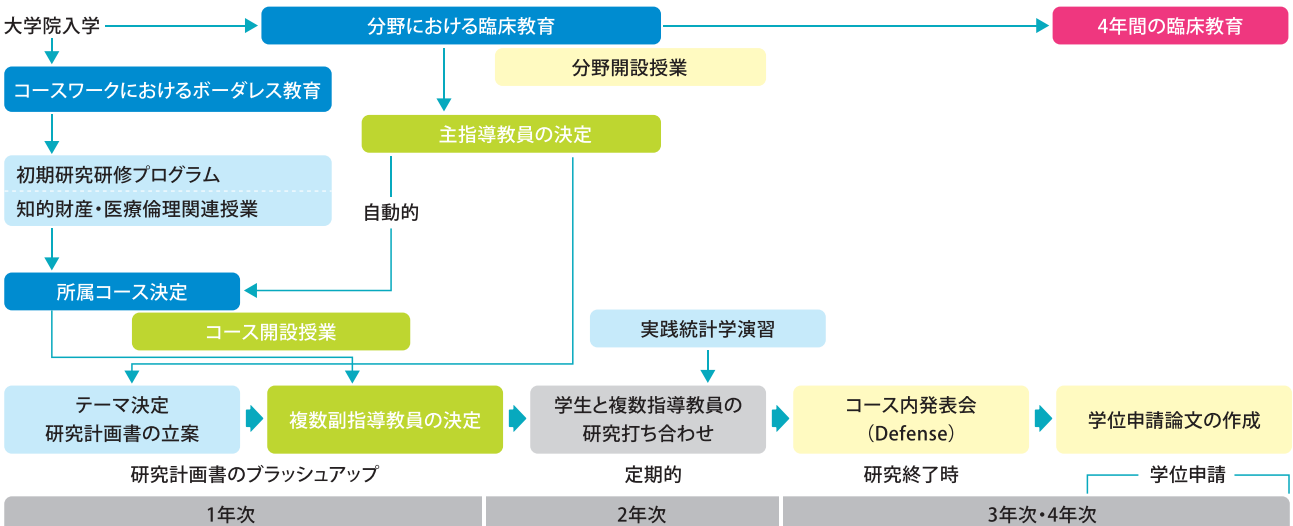 大学院入学
分野における臨床教育
4年間の臨床教育
分野開設授業
コースワークにおけるボーダレス教育
主指導教員の決定
初期研究研修プログラム
知的財産・医療倫理関連授業
自動的
所属コース決定
コース開設授業
実践統計学演習
テーマ決定
研究計画書の立案
複数副指導教員の決定
学生と複数指導教員の
研究打ち合わせ
コース内発表会
（Defense）
学位申請論文の作成
研究計画書のブラッシュアップ
定期的
研究終了時
学位申請
1年次
2年次
3年次・4年次